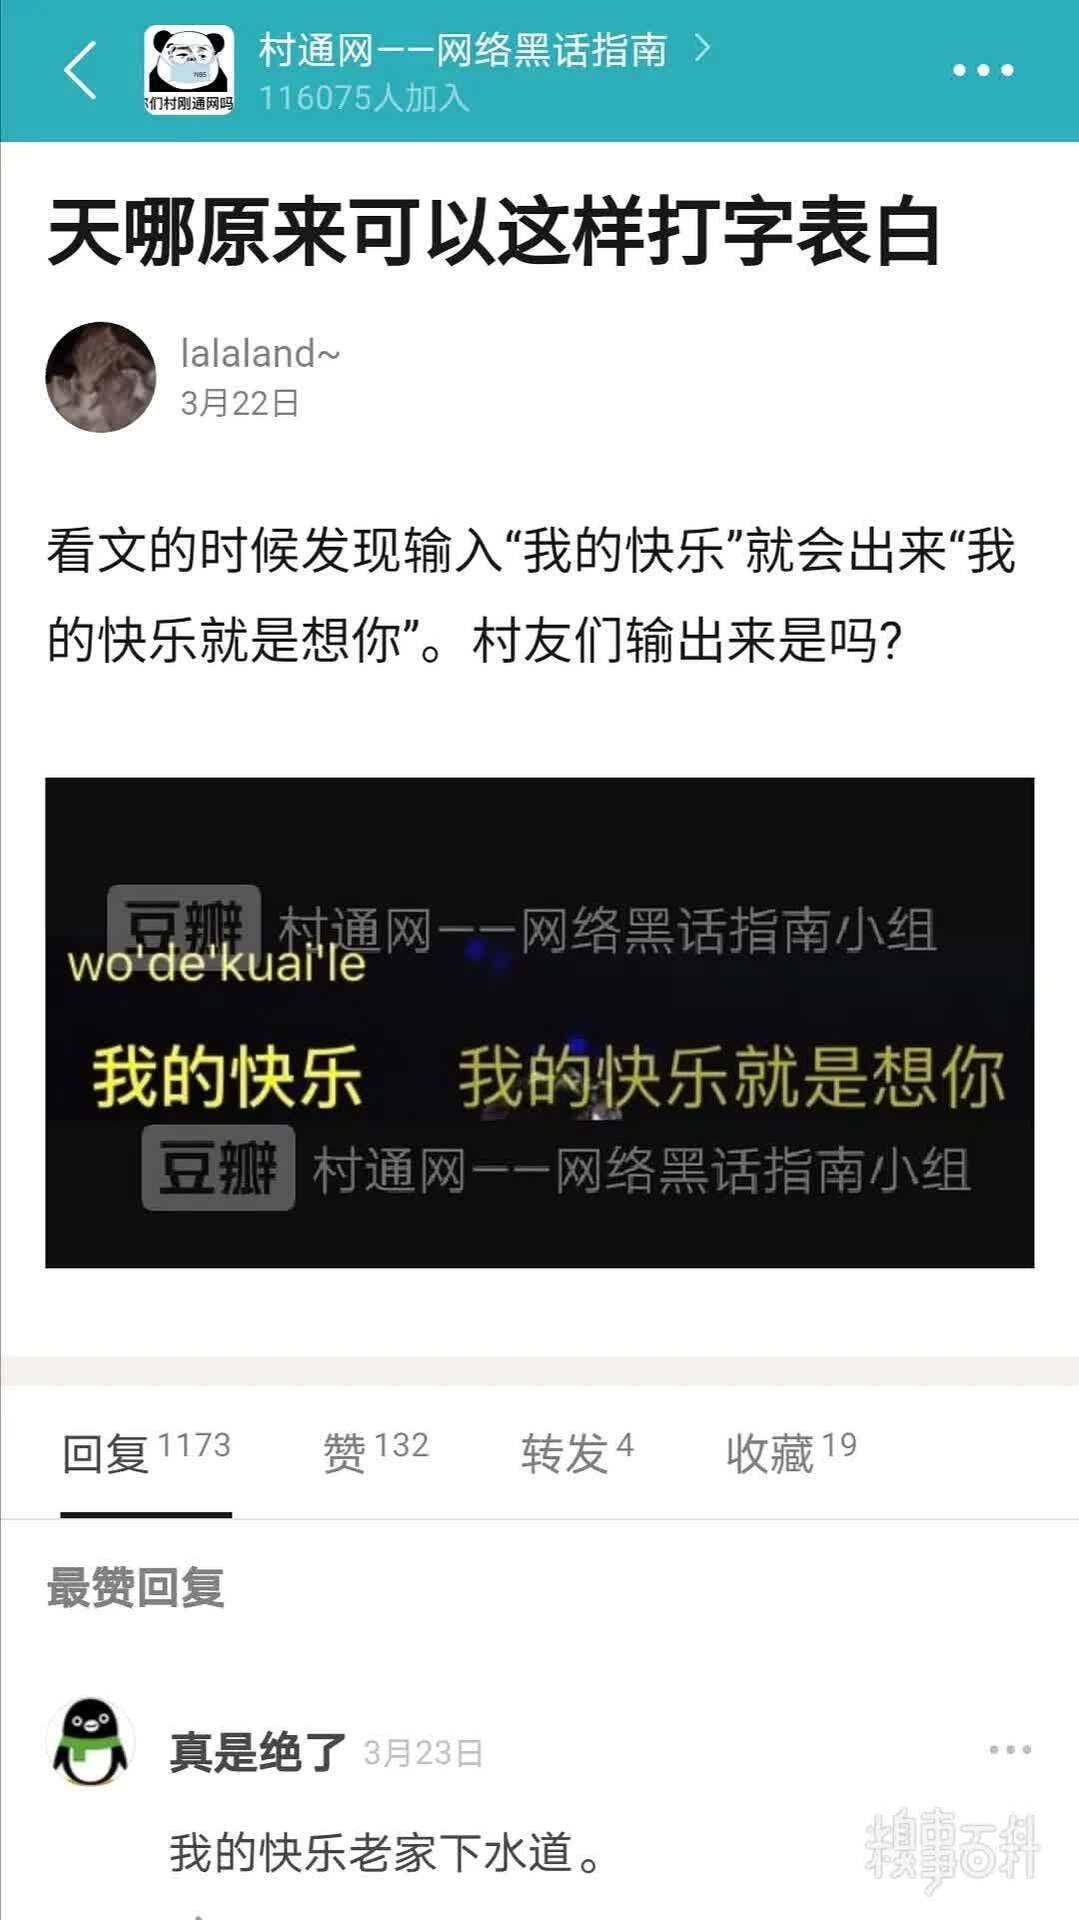 村通网——网络黑话指南
116075人加入
N95
你们村刚通网吗
天哪原来可以这样打字表白
lalaland~
3月22日
看文的时候发现输入“我的快乐”就会出来“我
的快乐就是想你”。村友们输出来是吗?
豆瓣 村通网——网络黑话指南小组
wo'de'kuai'le
我的快乐 我的快乐就是想你
豆瓣 村通网——网络黑话指南小组
回复 1173 赞 132 转发 4 收藏 19
最赞回复
真是绝了 3月23日
我的快乐老家下水道。
糗事百科